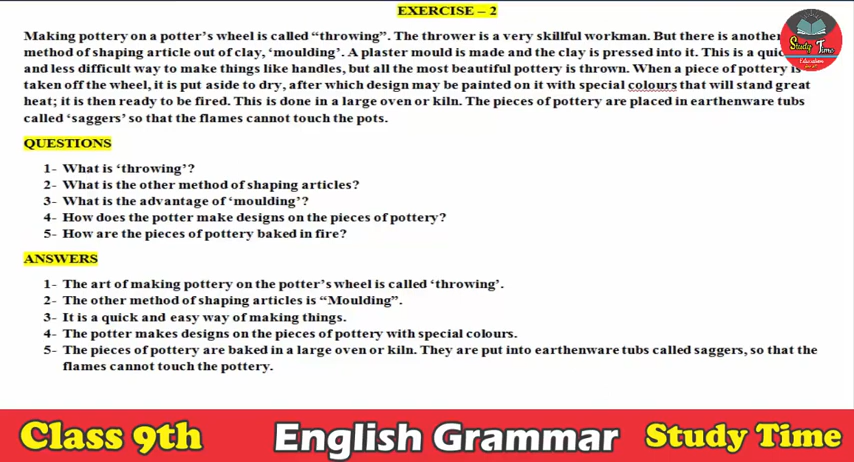 EXERCISE – 2
Making pottery on a potter's wheel is called "throwing". The thrower is a very skillful workman. But there is another
method of shaping article out of clay, 'moulding'. A plaster mould is made and the clay is pressed into it. This is a
and less difficult way to make things like handles, but all the most beautiful pottery is thrown. When a piece of pottery is
taken off the wheel, it is put aside to dry, after which design may be painted on it with special colours that will stand great
heat; it is then ready to be fired. This is done in a large oven or kiln. The pieces of pottery are placed in earthenware tubs
called 'saggers' so that the flames cannot touch the pots.
QUESTIONS
1- What is 'throwing'?
2- What is the other method of shaping articles?
3- What is the advantage of 'moulding'?
4- How does the potter make designs on the pieces of pottery?
5- How are the pieces of pottery baked in fire?
ANSWERS
1- The art of making pottery on the potter's wheel is called 'throwing'.
2- The other method of shaping articles is "Moulding".
3- It is a quick and easy way of making things.
4- The potter makes designs on the pieces of pottery with special colours.
5- The pieces of pottery are baked in a large oven or kiln. They are put into earthenware tubs called saggers, so that the
flames cannot touch the pottery.
Study Time
Education
Class 9th English Grammar Study Time